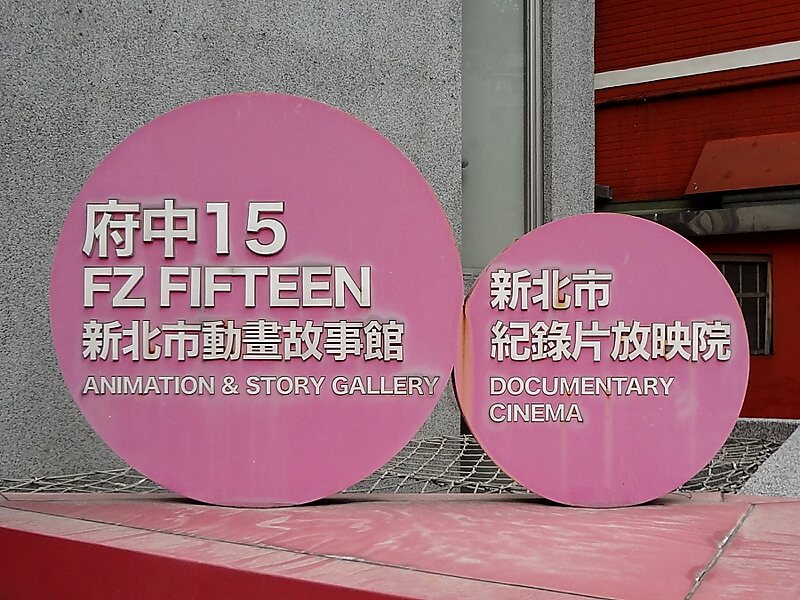 府中15
FZ FIFTEEN
新北市動畫故事館
ANIMATION & STORY GALLERY
新北市
紀錄片放映院
DOCUMENTARY
CINEMA